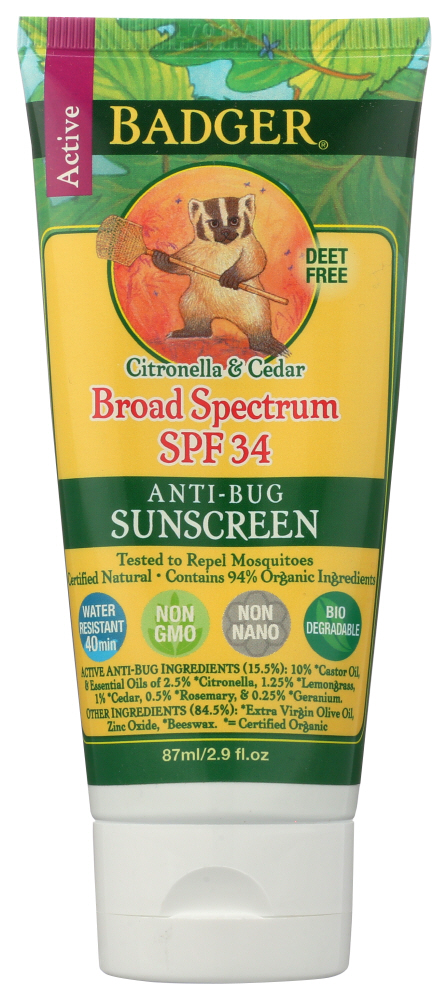 Active
BADGER®
DEET
FREE
Citronella & Cedar
Broad Spectrum
SPF 34
ANTI-BUG
SUNSCREEN
Tested to Repel Mosquitoes
Certified Natural • Contains 94% Organic Ingredients
WATER
RESISTANT
40min
NON
GMO
NON
NANO
BIO
DEGRADABLE
ACTIVE ANTI-BUG INGREDIENTS (15.5%): 10% *Castor Oil,
& Essential Oils of 2.5% *Citronella, 1.25% *Lemongrass,
1% *Cedar, 0.5% *Rosemary, & 0.25% *Geranium.
OTHER INGREDIENTS (84.5%): *Extra Virgin Olive Oil,
Zinc Oxide, *Beeswax. *= Certified Organic
87ml/2.9 fl.oz